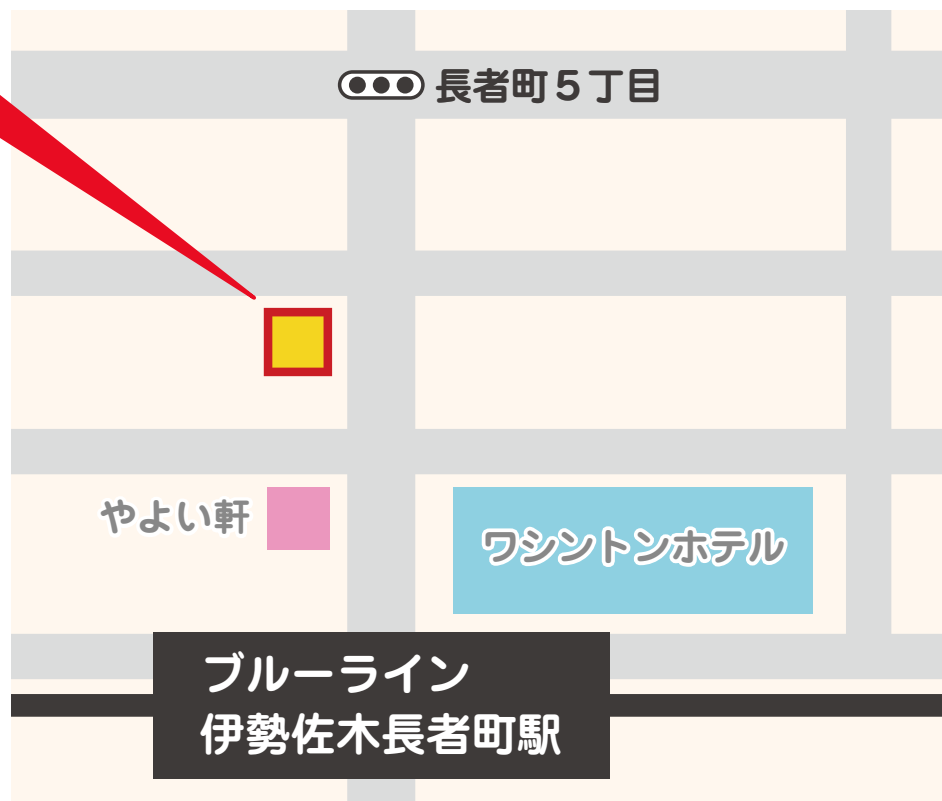 長者町５丁目
やよい軒
ワシントンホテル
ブルーライン
伊勢佐木長者町駅